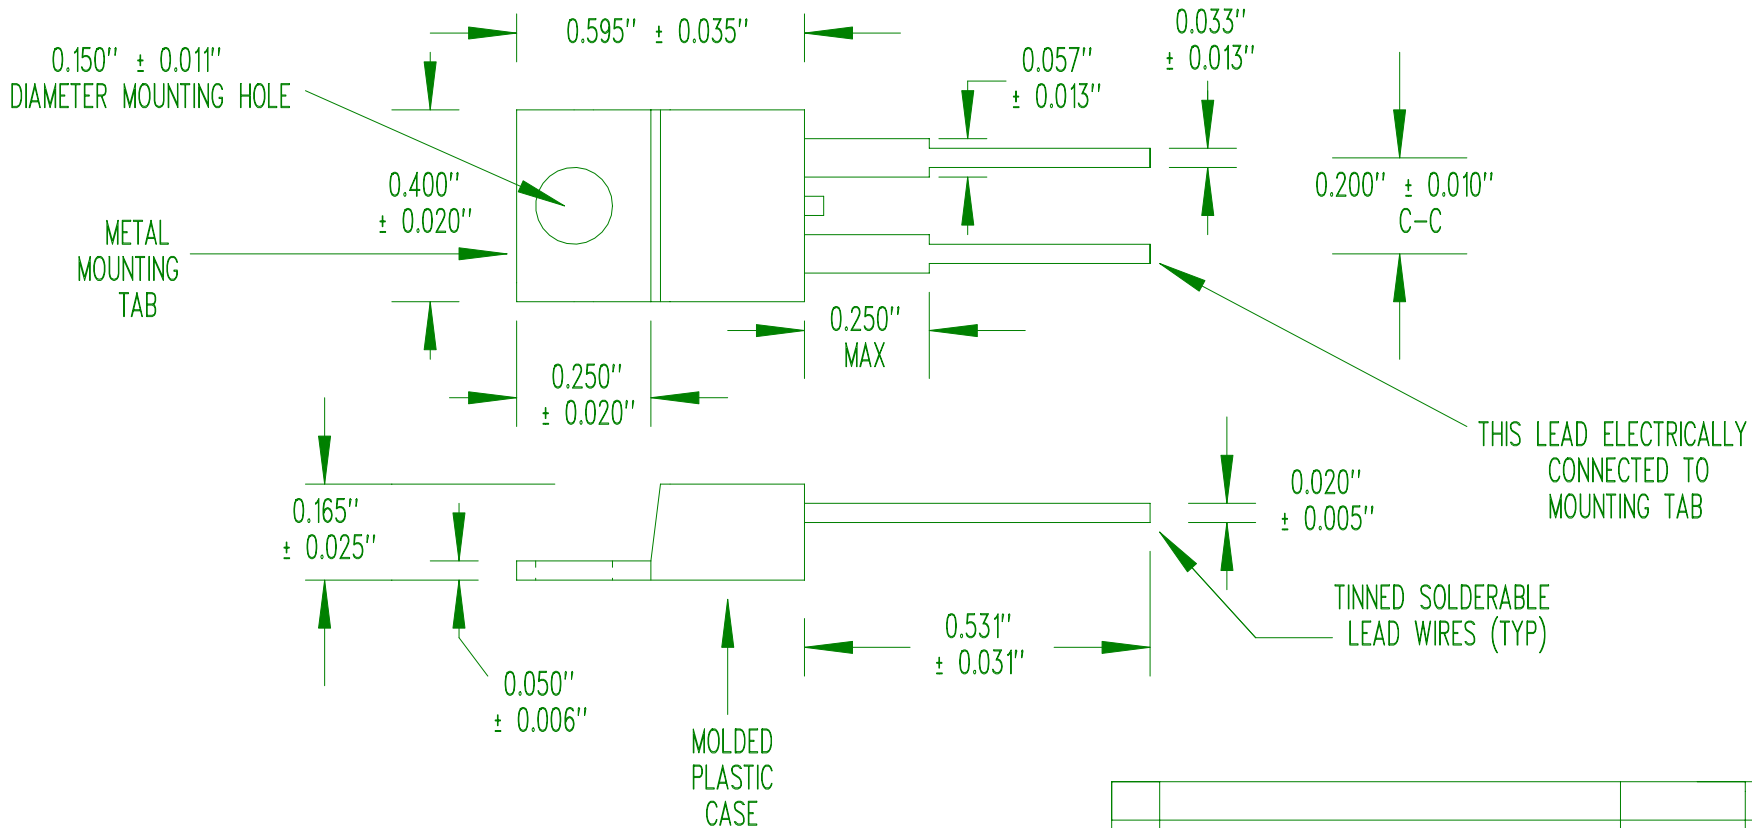 0.595" ± 0.035"
0.033"
± 0.013"
0.150" ± 0.011"
DIAMETER MOUNTING HOLE
0.057"
± 0.013"
0.400"
± 0.020"
0.200" ± 0.010"
C-C
METAL
MOUNTING
TAB
0.250"
MAX
0.250"
± 0.020"
THIS LEAD ELECTRICALLY
CONNECTED TO
MOUNTING TAB
0.165"
± 0.025"
0.020"
± 0.005"
TINNED SOLDERABLE
LEAD WIRES (TYP)
0.531"
± 0.031"
0.050"
± 0.006"
MOLDED
PLASTIC
CASE